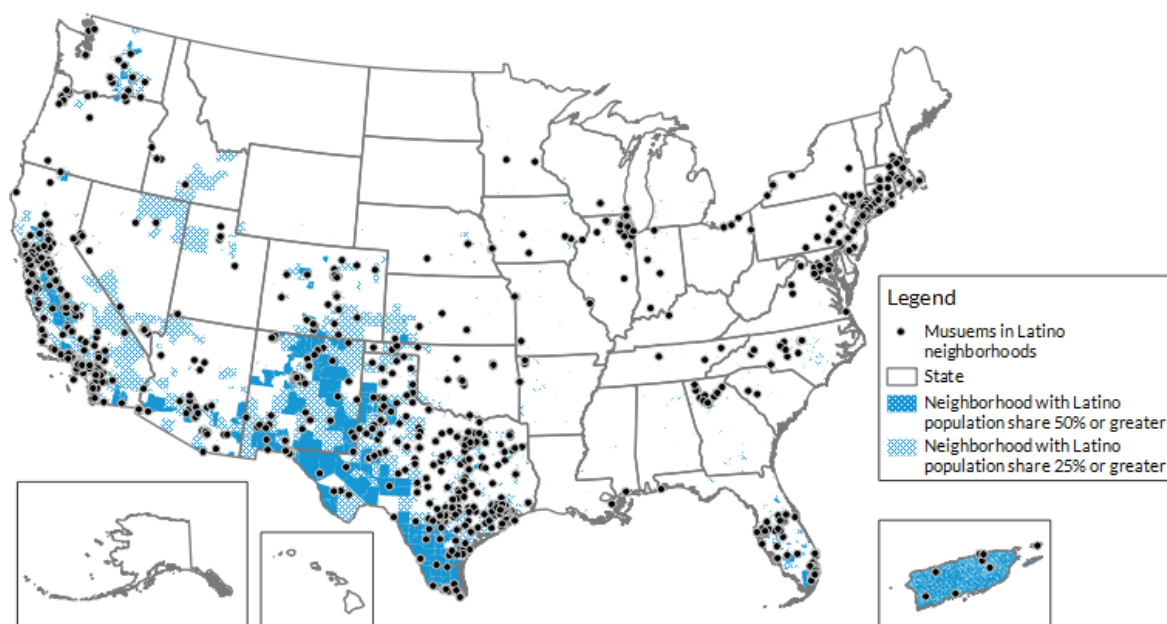 Legend
Musuems in Latino
neighborhoods
State
Neighborhood with Latino
population share 50% or greater
Neighborhood with Latino
population share 25% or greater